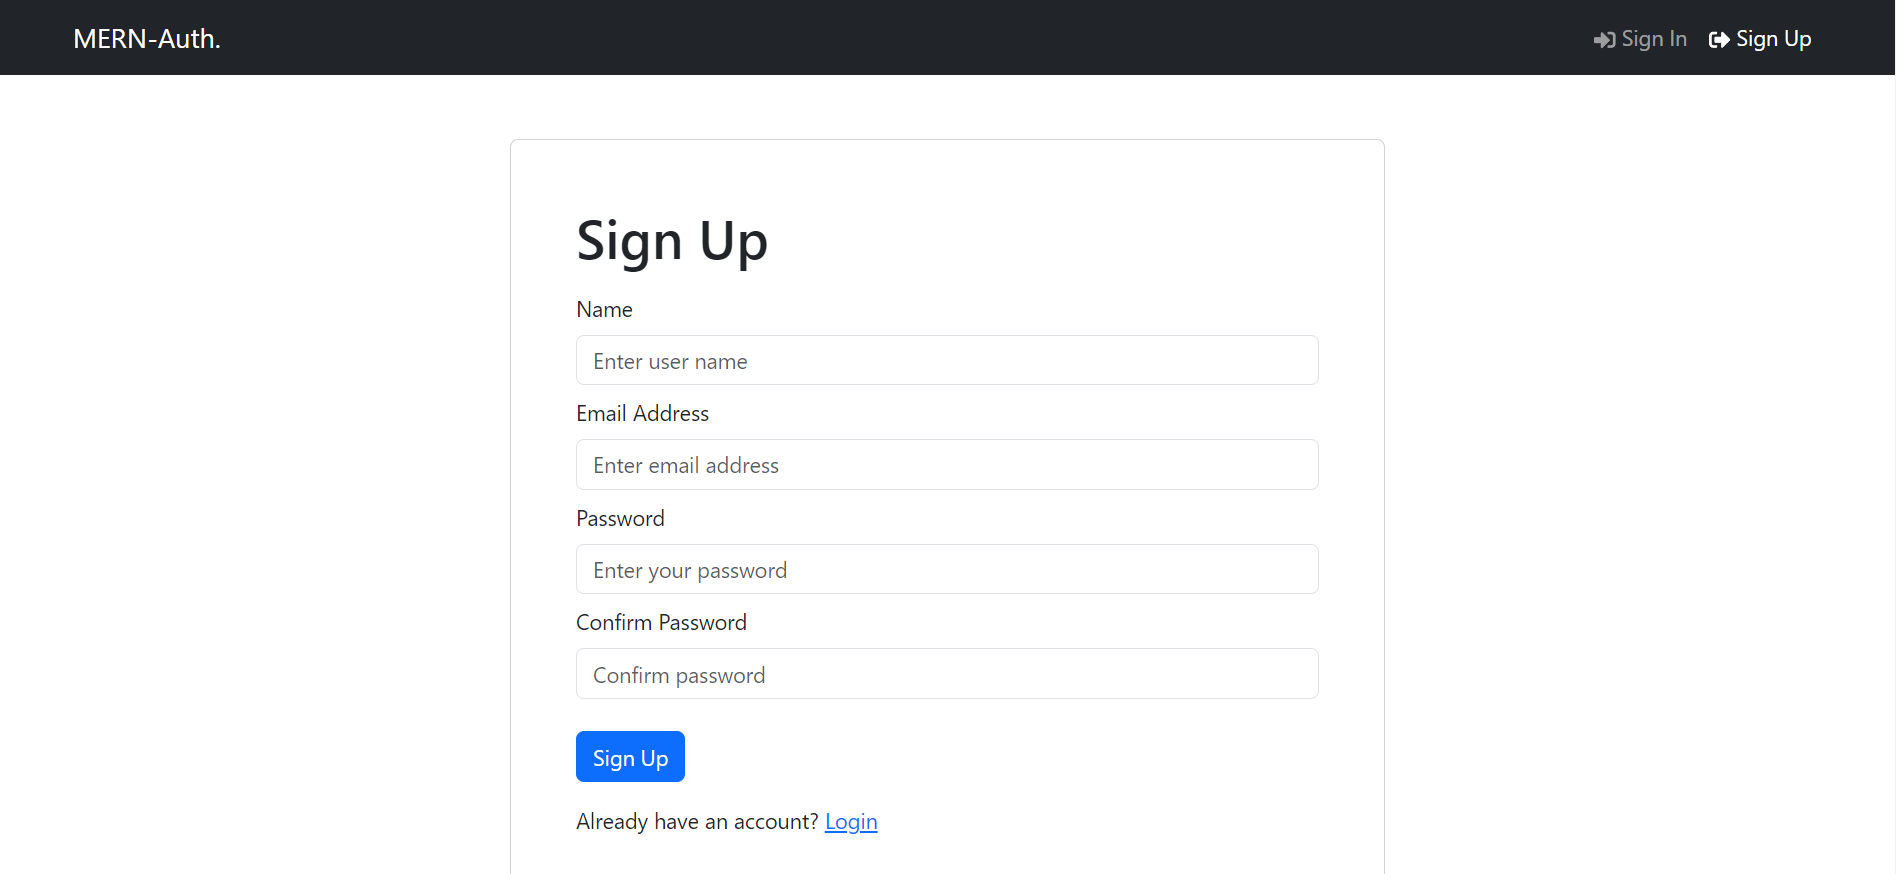 MERN-Auth.
Sign In
Sign Up
Sign Up
Name
Enter user name
Email Address
Enter email address
Password
Enter your password
Confirm Password
Confirm password
Sign Up
Already have an account? Login